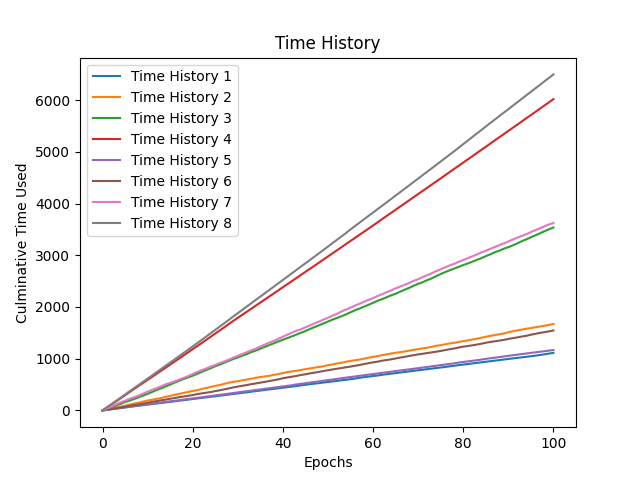 Time History
Time History 1
Time History 2
Time History 3
Time History 4
Time History 5
Time History 6
Time History 7
Time History 8
Culminative Time Used
6000
5000
4000
3000
2000
1000
0
0 20 40 60 80 100
Epochs